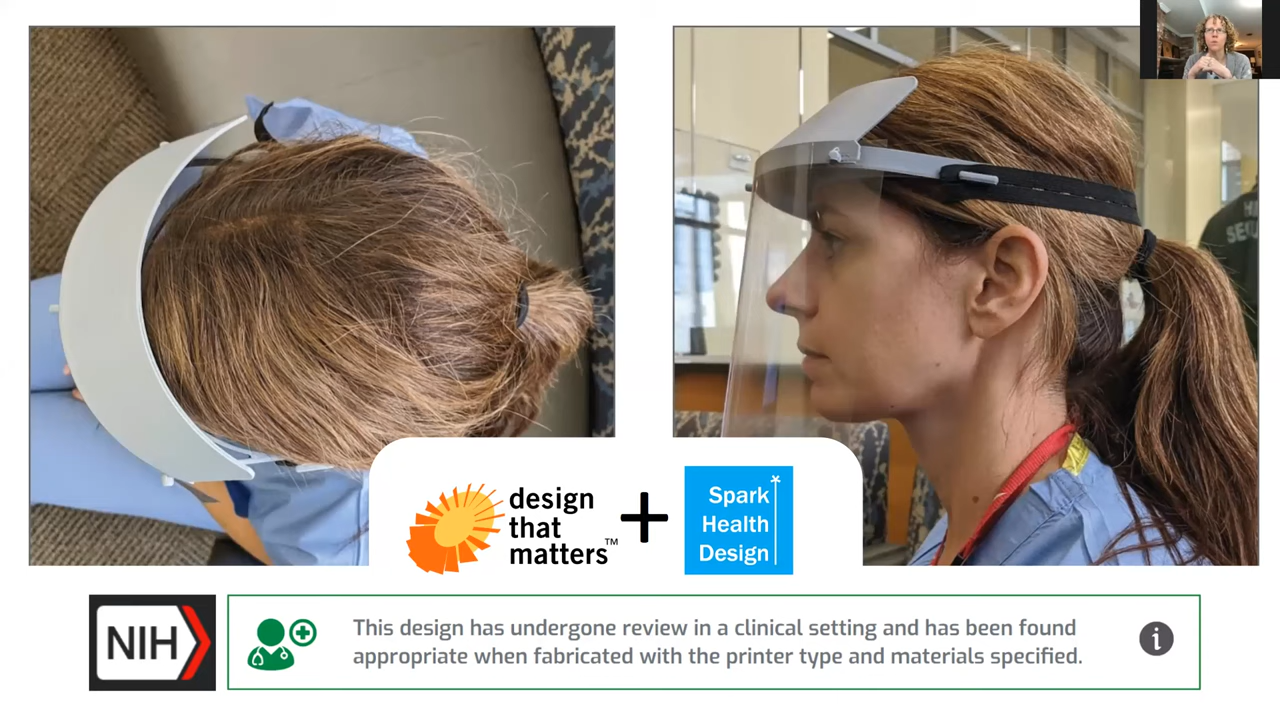 design
that
matters™
Spark
Health
Design
NIH
This design has undergone review in a clinical setting and has been found
appropriate when fabricated with the printer type and materials specified.